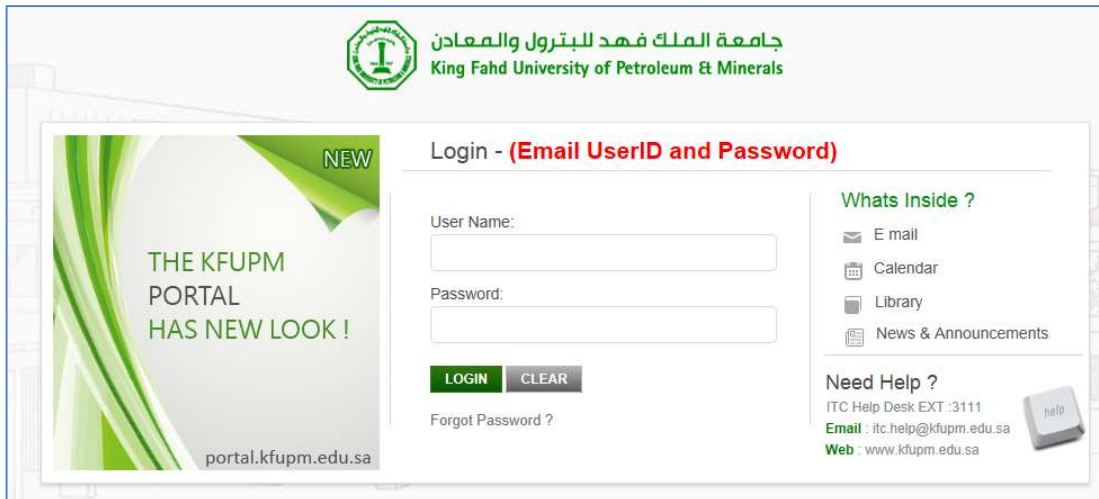 جامعة الملك فهد للبترول والمعادن
King Fahd University of Petroleum & Minerals
NEW
THE KFUPM
PORTAL
HAS NEW LOOK !
portal.kfupm.edu.sa
Login - (Email UserID and Password)
User Name:
Password:
LOGIN CLEAR
Forgot Password ?
Whats Inside ?
E mail
Calendar
Library
News & Announcements
Need Help ?
ITC Help Desk EXT :3111
Email : itc.help@kfupm.edu.sa
Web : www.kfupm.edu.sa
help